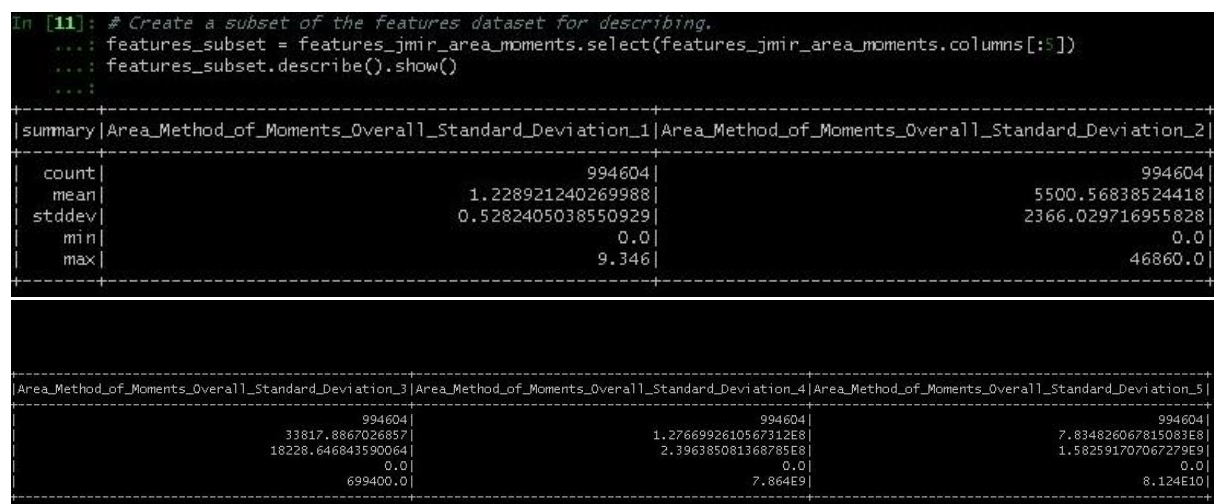 In [11]: # Create a subset of the features dataset for describing.
...: features_subset = features_jmir_area_moments.select(features_jmir_area_moments.columns[:5])
...: features_subset.describe().show()
...:
|summary|Area_Method_of_Moments_Overall_Standard_Deviation_1|Area_Method_of_Moments_Overall_Standard_Deviation_2|
| count| 994604| 994604|
| mean| 1.228921240269988| 5500.56838524418|
| stddev| 0.5282405038550929| 2366.029716955828|
| min| 0.0| 0.0|
| max| 9.346| 46860.0|
|Area_Method_of_Moments_Overall_Standard_Deviation_3|Area_Method_of_Moments_Overall_Standard_Deviation_4|Area_Method_of_Moments_Overall_Standard_Deviation_5|
| 994604| 994604| 994604|
| 33817.8867026857| 1.2766992610567312E8| 7.834826067815083E8|
| 18228.646843590064| 2.396385081368785E8| 1.582591707067279E9|
| 0.0| 0.0| 0.0|
| 699400.0| 7.864E9| 8.124E10|